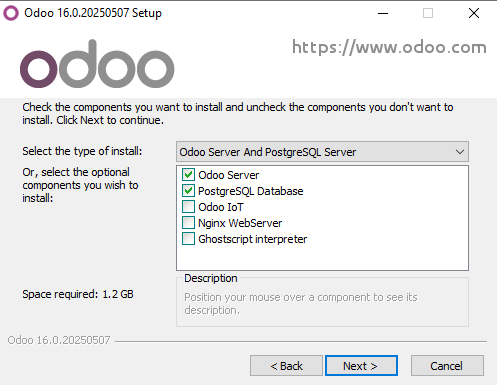 Odoo 16.0.20250507 Setup
odoo
https://www.odoo.com
Check the components you want to install and uncheck the components you don't want to
install. Click Next to continue.
Select the type of install:
Odoo Server And PostgreSQL Server
Or, select the optional
components you wish to
install:
Odoo Server
PostgreSQL Database
Odoo IoT
Nginx WebServer
Ghostscript interpreter
Space required: 1.2 GB
Description
Position your mouse over a component to see its
description.
Odoo 16.0.20250507
< Back
Next >
Cancel